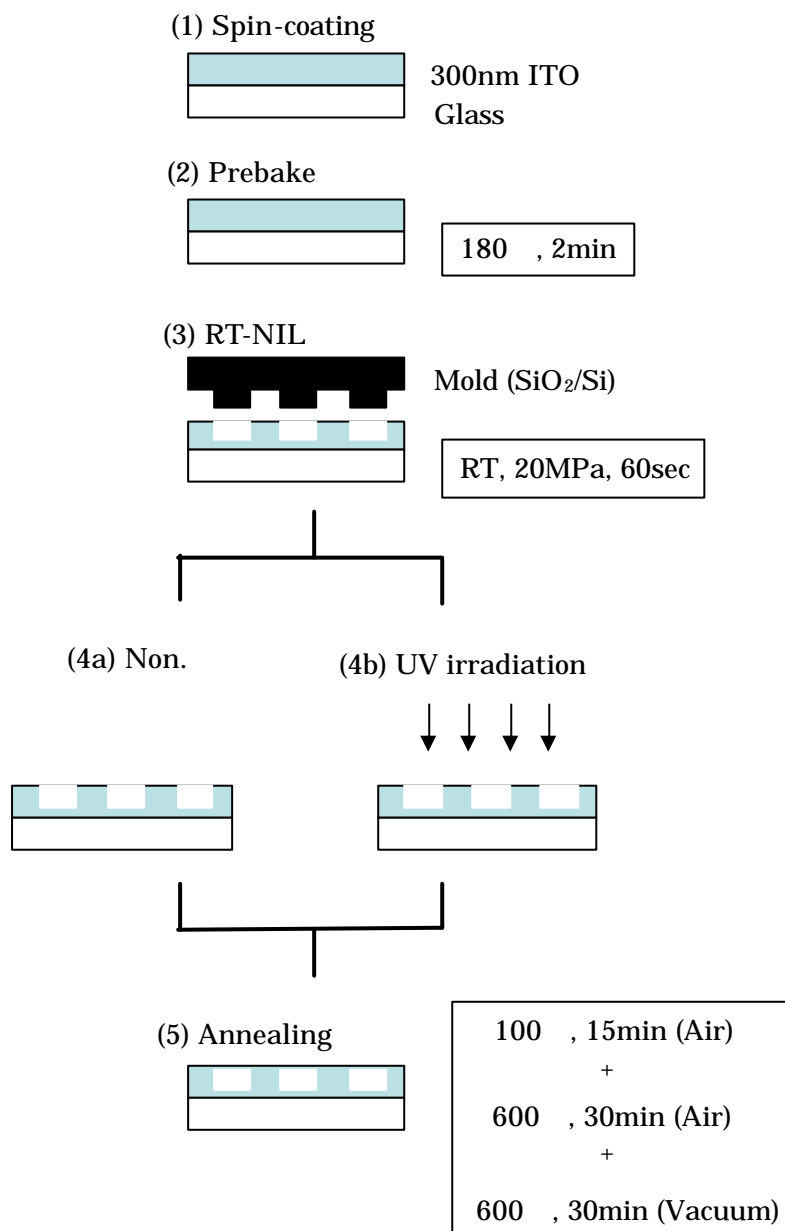 (1) Spin-coating
300nm ITO
Glass
(2) Prebake
180 , 2min
(3) RT-NIL
Mold (SiO₂/Si)
RT, 20MPa, 60sec
(4a) Non.
(4b) UV irradiation
(5) Annealing
100 , 15min (Air)
+
600 , 30min (Air)
+
600 , 30min (Vacuum)